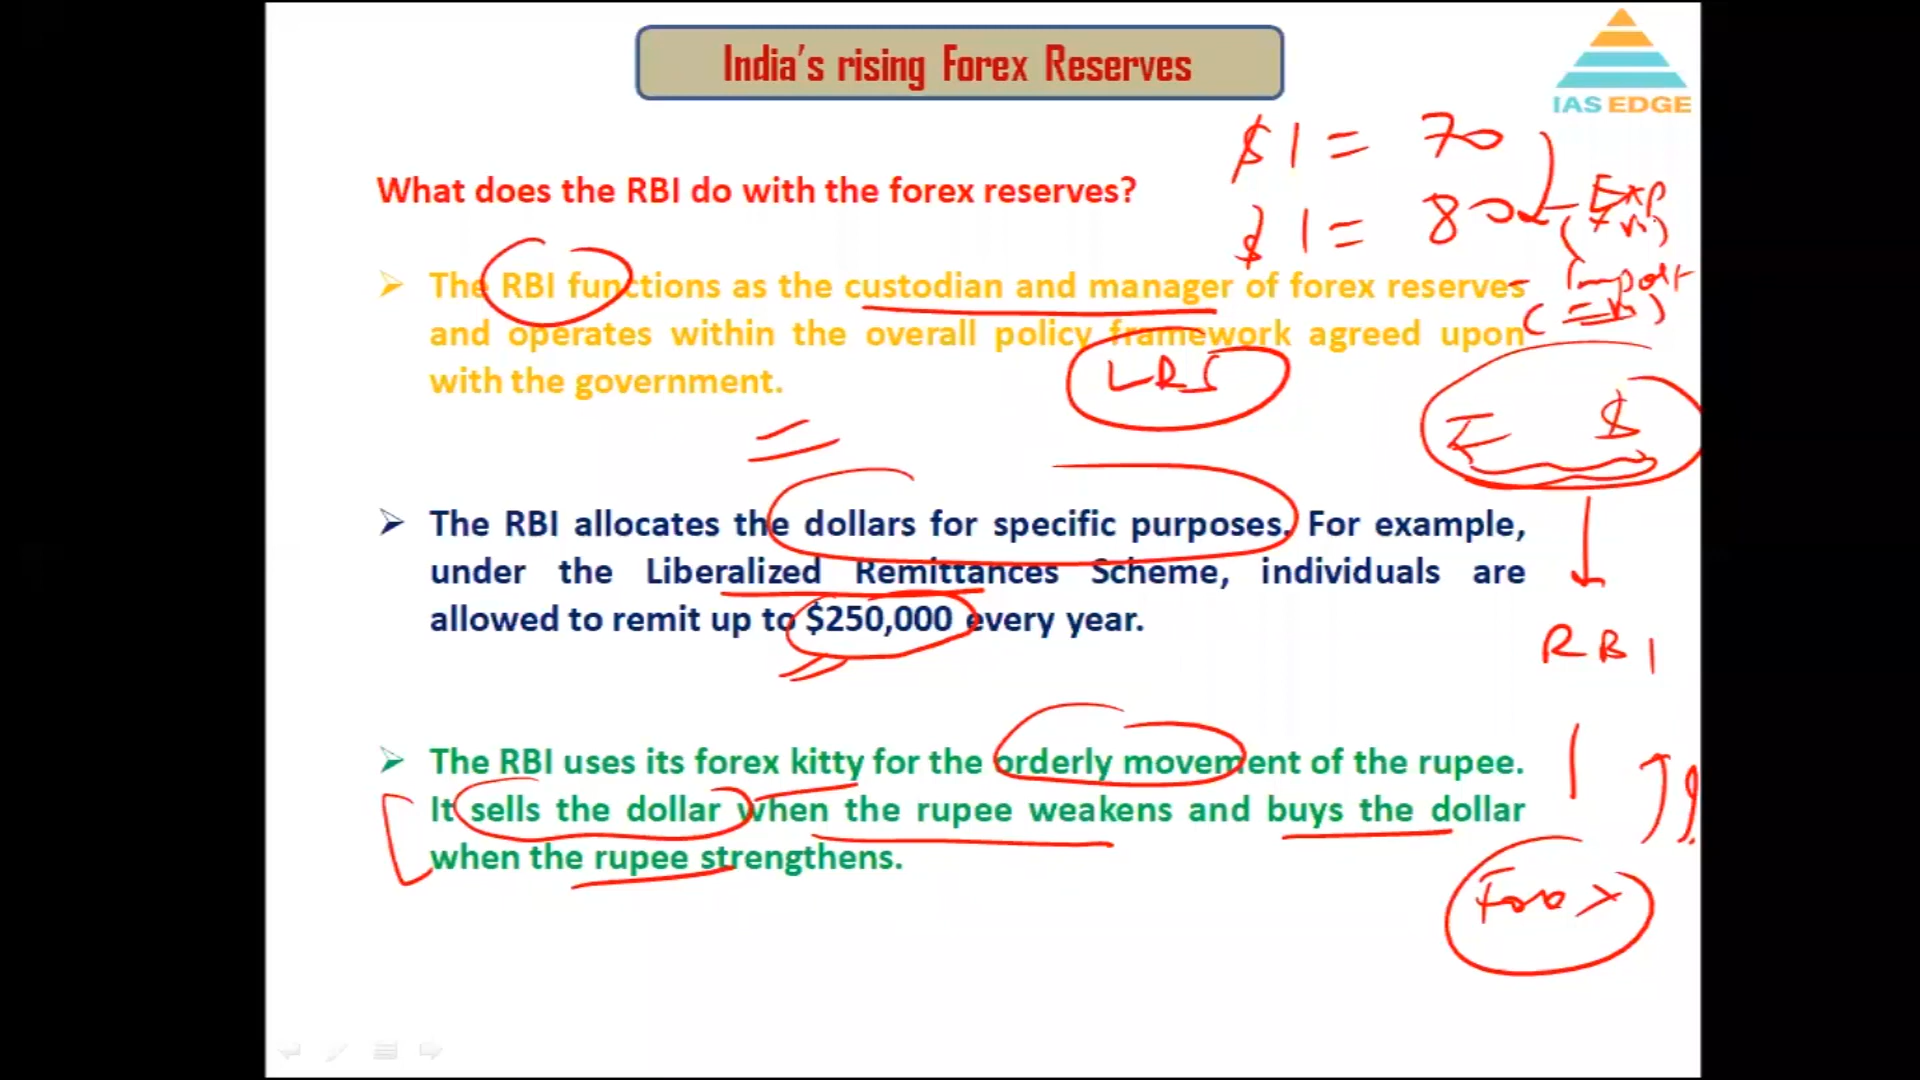 India's rising Forex Reserves
IAS EDGE
$1 = 70
$1 = 80
Exp
What does the RBI do with the forex reserves?
➢ The RBI functions as the custodian and manager of forex reserves
Import
and operates within the overall policy framework agreed upon
with the government.
LRS
₹ $
➢ The RBI allocates the dollars for specific purposes. For example,
under the Liberalized Remittances Scheme, individuals are
allowed to remit up to $250,000 every year.
RBI
➢ The RBI uses its forex kitty for the orderly movement of the rupee.
It sells the dollar when the rupee weakens and buys the dollar
when the rupee strengthens.
Forex